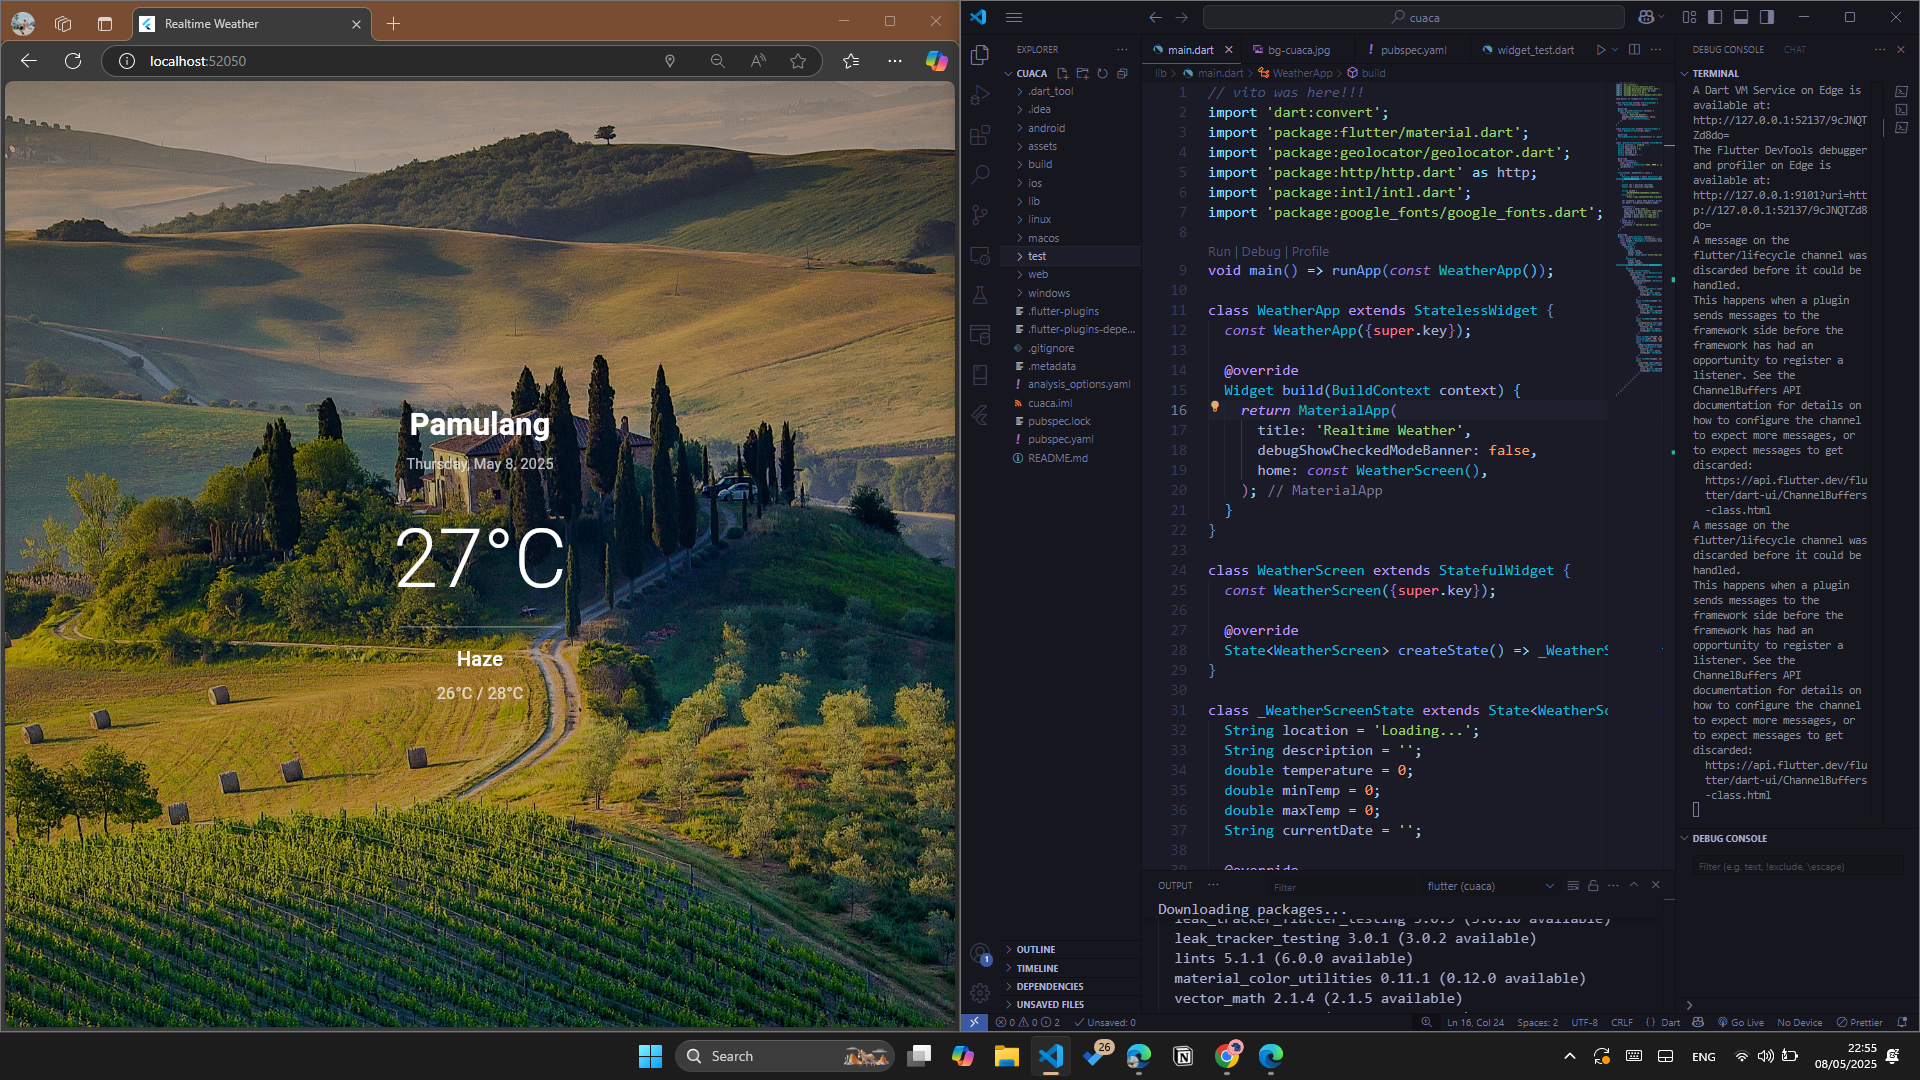 Realtime Weather
localhost:52050
Pamulang
Thursday, May 8, 2025
27°C
Haze
26°C / 28°C
cuaca
EXPLORER
CUACA
.dart_tool
.idea
android
assets
build
ios
lib
linux
macos
test
web
windows
.flutter-plugins
.flutter-plugins-depe...
.gitignore
.metadata
analysis_options.yaml
cuaca.iml
pubspec.lock
pubspec.yaml
README.md
OUTLINE
TIMELINE
DEPENDENCIES
UNSAVED FILES
main.dart
bg-cuaca.jpg
pubspec.yaml
widget_test.dart
lib > main.dart > WeatherApp > build
1 // vito was here!!!
2 import 'dart:convert';
3 import 'package:flutter/material.dart';
4 import 'package:geolocator/geolocator.dart';
5 import 'package:http/http.dart' as http;
6 import 'package:intl/intl.dart';
7 import 'package:google_fonts/google_fonts.dart';
8
Run | Debug | Profile
9 void main() => runApp(const WeatherApp());
10
11 class WeatherApp extends StatelessWidget {
12 const WeatherApp({super.key});
13
14 @override
15 Widget build(BuildContext context) {
16 return MaterialApp(
17 title: 'Realtime Weather',
18 debugShowCheckedModeBanner: false,
19 home: const WeatherScreen(),
20 ); // MaterialApp
21 }
22 }
23
24 class WeatherScreen extends StatefulWidget {
25 const WeatherScreen({super.key});
26
27 @override
28 State<WeatherScreen> createState() => _WeatherS
29 }
30
31 class _WeatherScreenState extends State<WeatherSc
32 String location = 'Loading...';
33 String description = '';
34 double temperature = 0;
35 double minTemp = 0;
36 double maxTemp = 0;
37 String currentDate = '';
38
39 @override
OUTPUT
Filter
flutter (cuaca)
Downloading packages...
leak_tracker_flutter_testing 3.0.9 (3.0.10 available)
leak_tracker_testing 3.0.1 (3.0.2 available)
lints 5.1.1 (6.0.0 available)
material_color_utilities 0.11.1 (0.12.0 available)
vector_math 2.1.4 (2.1.5 available)
DEBUG CONSOLE
CHAT
TERMINAL
A Dart VM Service on Edge is
available at:
http://127.0.0.1:52137/9cJNQT
Zd8do=
The Flutter DevTools debugger
and profiler on Edge is
available at:
http://127.0.0.1:9101?uri=htt
p://127.0.0.1:52137/9cJNQTZd8
do=
A message on the
flutter/lifecycle channel was
discarded before it could be
handled.
This happens when a plugin
sends messages to the
framework side before the
framework has had an
opportunity to register a
listener. See the
ChannelBuffers API
documentation for details on
how to configure the channel
to expect more messages, or
to expect messages to get
discarded:
https://api.flutter.dev/flu
tter/dart-ui/ChannelBuffers
-class.html
A message on the
flutter/lifecycle channel was
discarded before it could be
handled.
This happens when a plugin
sends messages to the
framework side before the
framework has had an
opportunity to register a
listener. See the
ChannelBuffers API
documentation for details on
how to configure the channel
to expect more messages, or
to expect messages to get
discarded:
https://api.flutter.dev/flu
tter/dart-ui/ChannelBuffers
-class.html
DEBUG CONSOLE
Filter (e.g. text, !exclude, \escape)
1
0 0 2
Unsaved: 0
Ln 16, Col 24
Spaces: 2
UTF-8
CRLF
{ } Dart
Go Live
No Device
Prettier
Search
26
ENG
22:55
08/05/2025